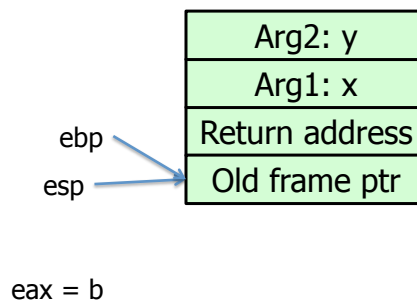 Arg2: y
Arg1: x
Return address
ebp
Old frame ptr
esp
eax = b